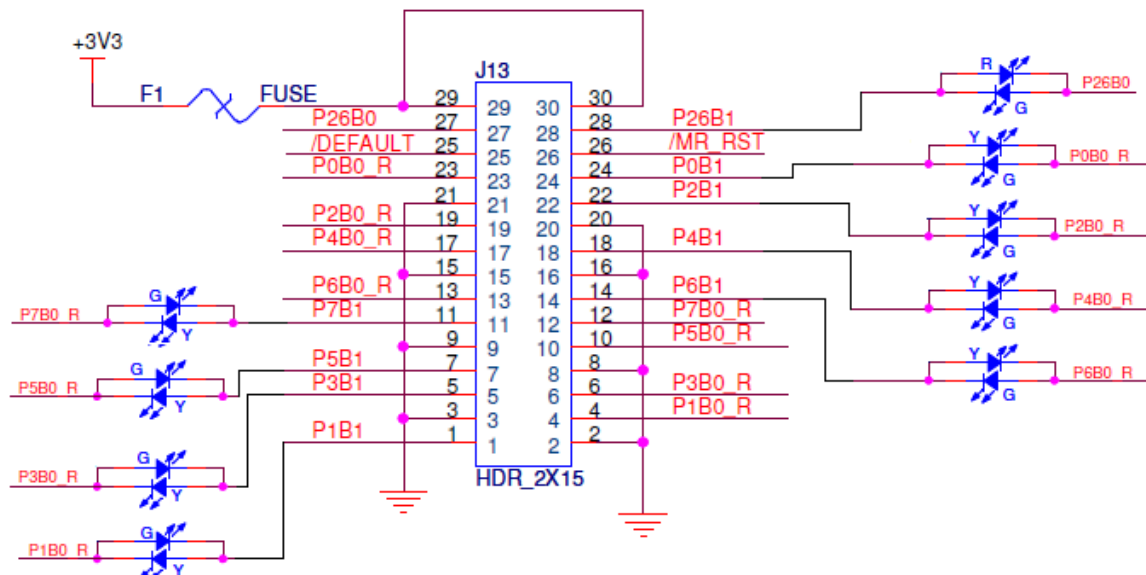 +3V3
F1 FUSE
J13
29 29 30 30
P26B0 27 27 28 28 P26B1
/DEFAULT 25 25 26 26 /MR_RST
P0B0_R 23 23 24 24 P0B1
21 21 22 22 P2B1
P2B0_R 19 19 20 20
P4B0_R 17 17 18 18 P4B1
15 15 16 16
P6B0_R 13 13 14 14 P6B1
P7B1 11 11 12 12 P7B0_R
9 9 10 10 P5B0_R
P5B1 7 7 8 8
P3B1 5 5 6 6 P3B0_R
3 3 4 4 P1B0_R
P1B1 1 1 2 2
HDR_2X15
R
G P26B0
Y
G P0B0_R
Y
G P2B0_R
Y
G P4B0_R
Y
G P6B0_R
G
P7B0_R Y
G
P5B0_R Y
G
P3B0_R Y
G
P1B0_R Y